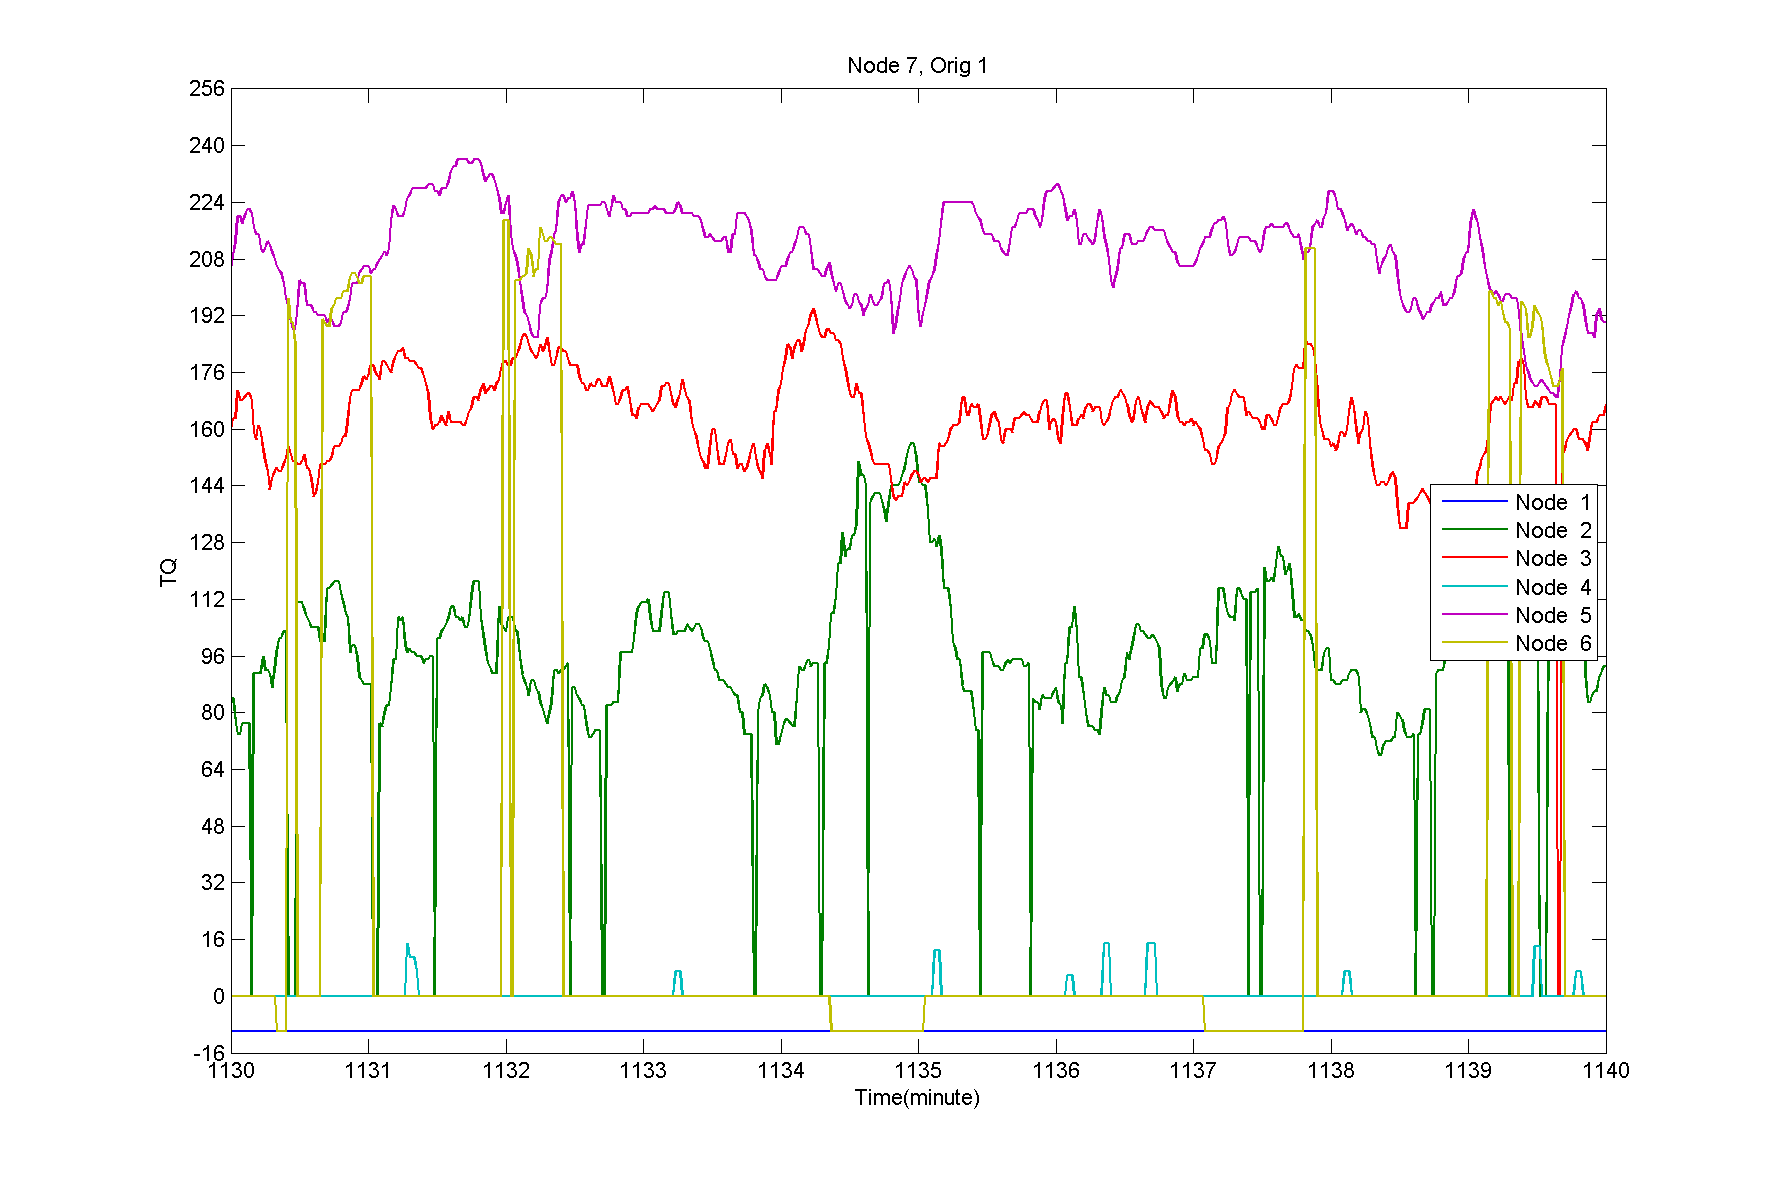 Node 7, Orig 1
256
240
224
208
192
176
160
144
128
112
96
80
64
48
32
16
0
-16
TQ
Node 1
Node 2
Node 3
Node 4
Node 5
Node 6
1130 1131 1132 1133 1134 1135 1136 1137 1138 1139 1140
Time(minute)